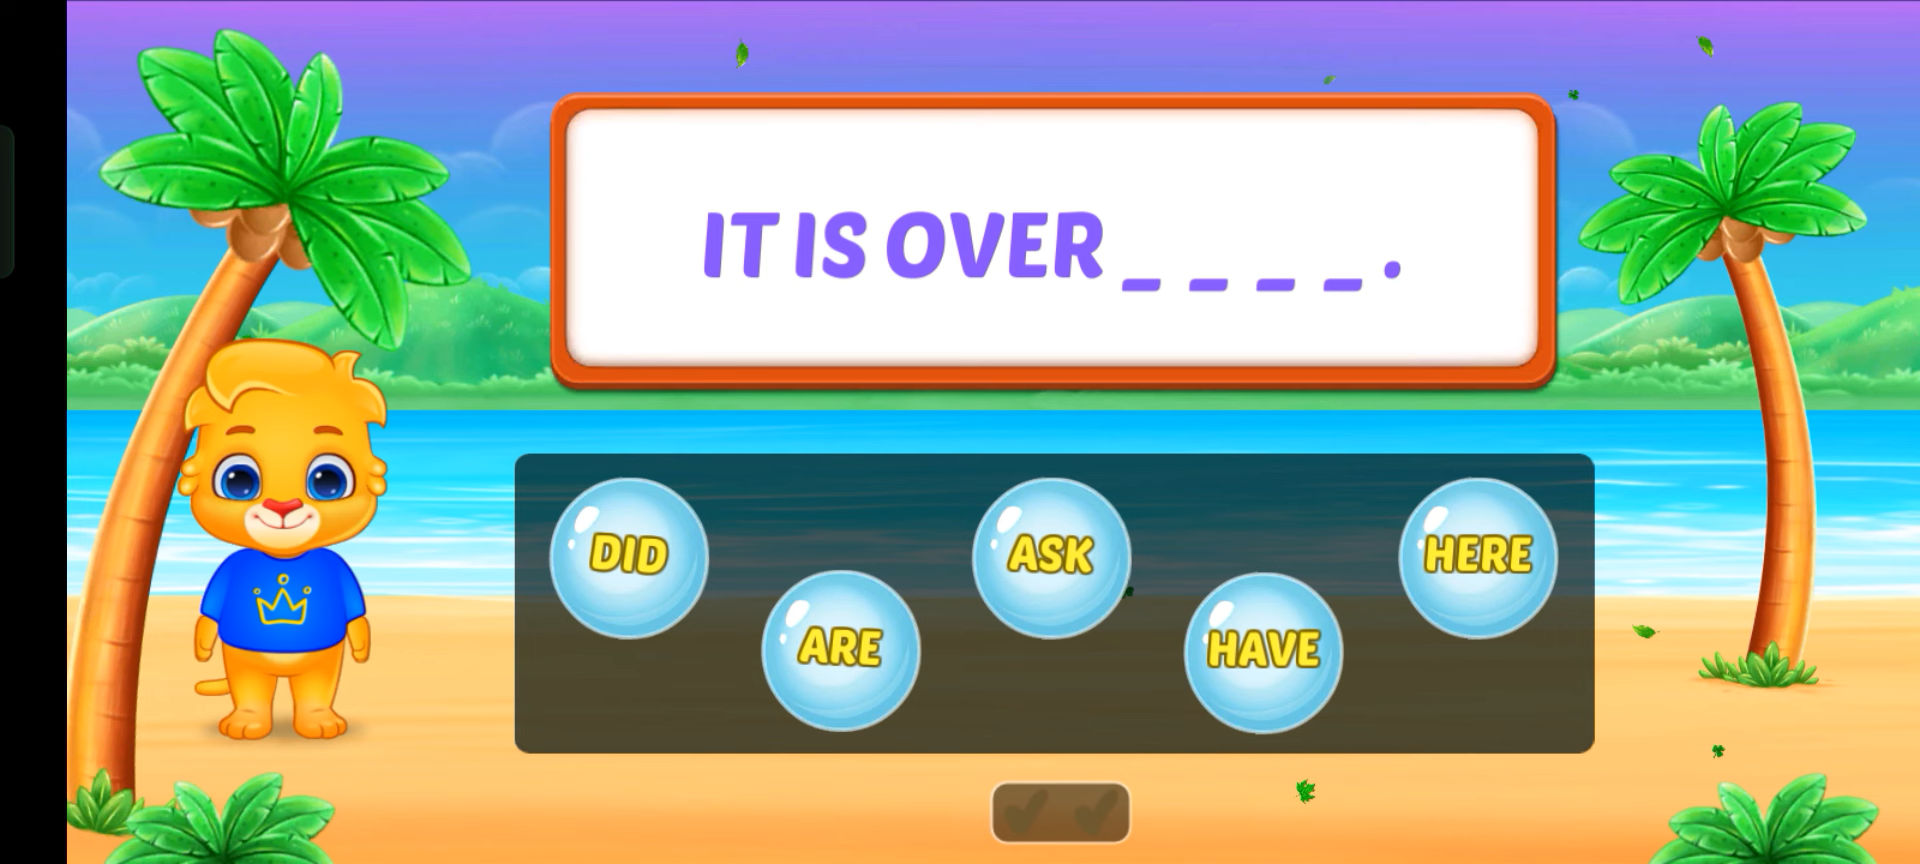 IT IS OVER _ _ _ _ .
DID
ASK
HERE
ARE
HAVE